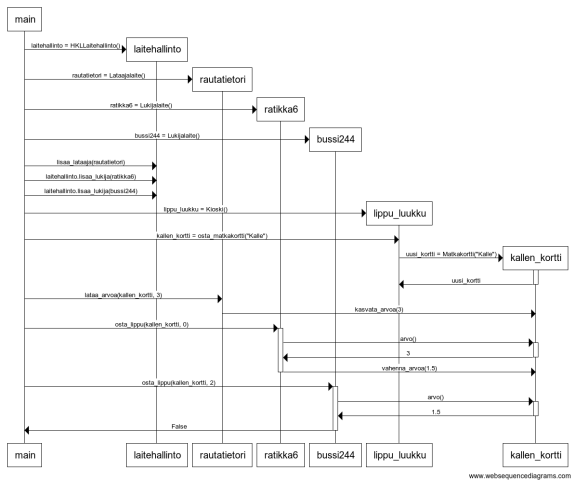 main
laitehallinto = HKLLaitehallinto()
laitehallinto
rautatietori = Lataajalaite()
rautatietori
ratikka6 = Lukijalaite()
ratikka6
bussi244 = Lukijalaite()
bussi244
lisaa_lataaja(rautatietori)
laitehallinto.lisaa_lukija(ratikka6)
laitehallinto.lisaa_lukija(bussi244)
lippu_luukku = Kioski()
lippu_luukku
kallen_kortti = osta_matkakortti("Kalle")
uusi_kortti = Matkakortti("Kalle")
kallen_kortti
uusi_kortti
lataa_arvoa(kallen_kortti, 3)
kasvata_arvoa(3)
osta_lippu(kallen_kortti, 0)
arvo()
3
vahenna_arvoa(1.5)
osta_lippu(kallen_kortti, 2)
arvo()
1.5
False
main laitehallinto rautatietori ratikka6 bussi244 lippu_luukku kallen_kortti
www.websequencediagrams.com